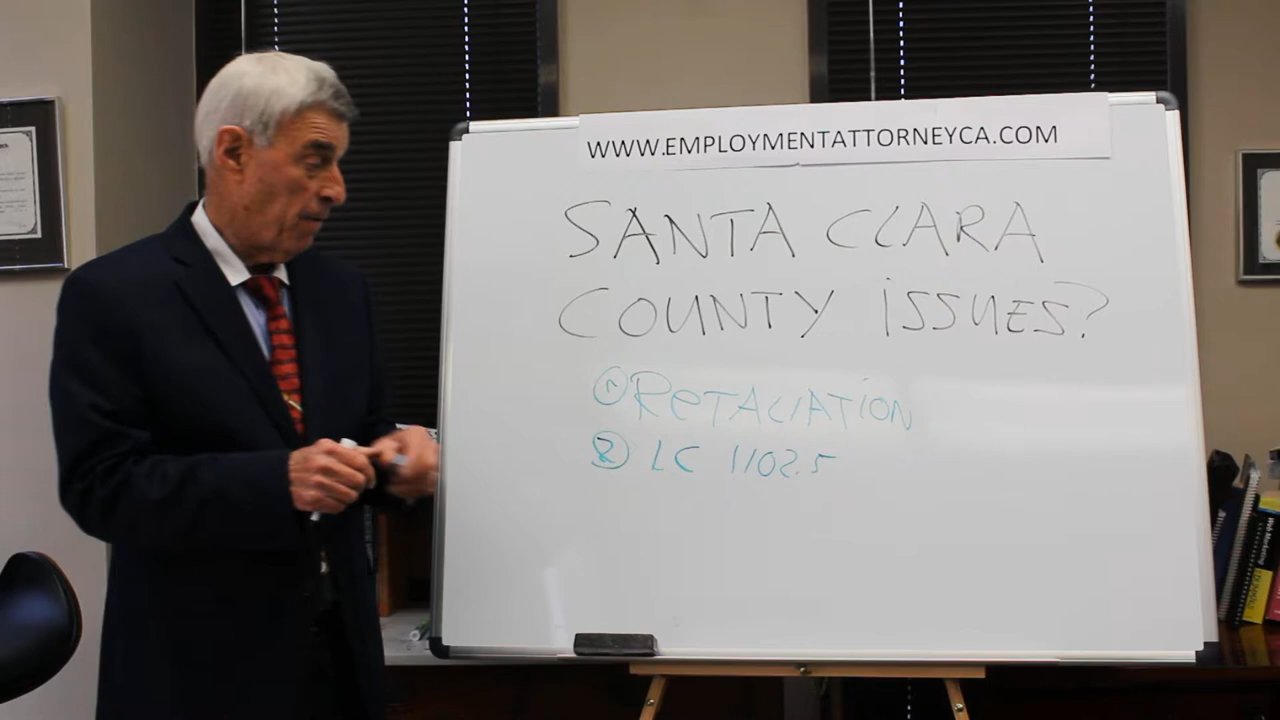 WWW.EMPLOYMENTATTORNEYCA.COM
SANTA CLARA
COUNTY ISSUES?
① RETALIATION
② LC 1102.5